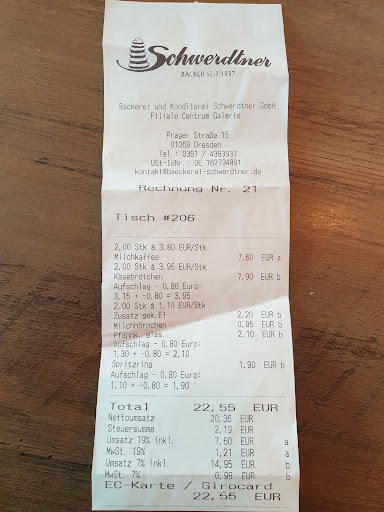 Schwerdtner
BÄCKER SEIT 1937
Bäckerei und Konditorei Schwerdtner GmbH
Filiale Centrum Galerie
Prager Straße 15
01069 Dresden
Tel.: 0351 / 4383937
USt-IdNr.: DE 162734891
kontakt@baeckerei-schwerdtner.de
Rechnung Nr. 21
Tisch #206
2,00 Stk à 3,80 EUR/Stk
Milchkaffee 7,60 EUR a
2,00 Stk à 3,95 EUR/Stk
Käsebrötchen 7,90 EUR b
Aufschlag - 0,80 Euro:
3,15 + -0,80 = 3,95
2,00 Stk à 1,10 EUR/Stk
Zusatz gek.Ei 2,20 EUR b
Milchhörnchen 0,85 EUR b
Pfannk. glas. 2,10 EUR b
Aufschlag - 0,80 Euro:
1,30 + -0,80 = 2,10
Spritzring 1,90 EUR b
Aufschlag - 0,80 Euro:
1,10 + -0,80 = 1,90
Total 22,55 EUR
Nettoumsatz 20,36 EUR
Steuersumme 2,19 EUR
Umsatz 19% inkl. 7,60 EUR a
MwSt. 19% 1,21 EUR a
Umsatz 7% inkl. 14,95 EUR b
MwSt. 7% 0,98 EUR b
EC-Karte / Girocard
22,55 EUR